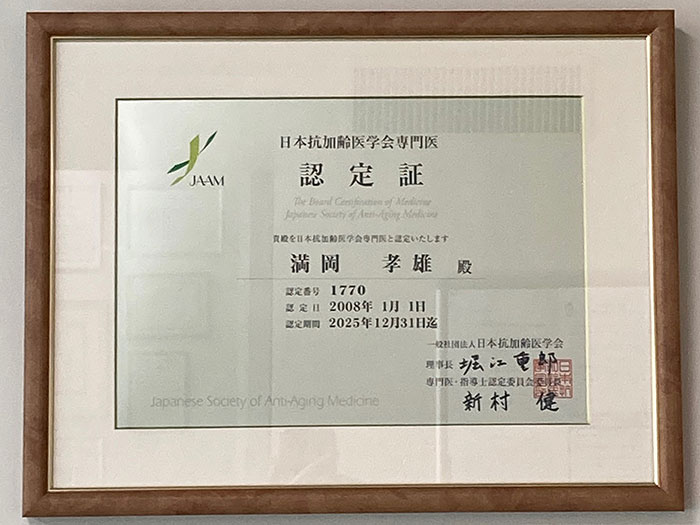 JAAM
日本抗加齢医学会専門医
認定証
The Board Certification of Medicine
Japanese Society of Anti-Aging Medicine
貴殿を日本抗加齢医学会専門医と認定いたします
満岡 孝雄 殿
認定番号 1770
認定日 2008年 1月 1日
認定期間 2025年12月31日迄
一般社団法人日本抗加齢医学会
理事長 堀江重郎
専門医・指導士認定委員会委員長
新村 健
Japanese Society of Anti-Aging Medicine